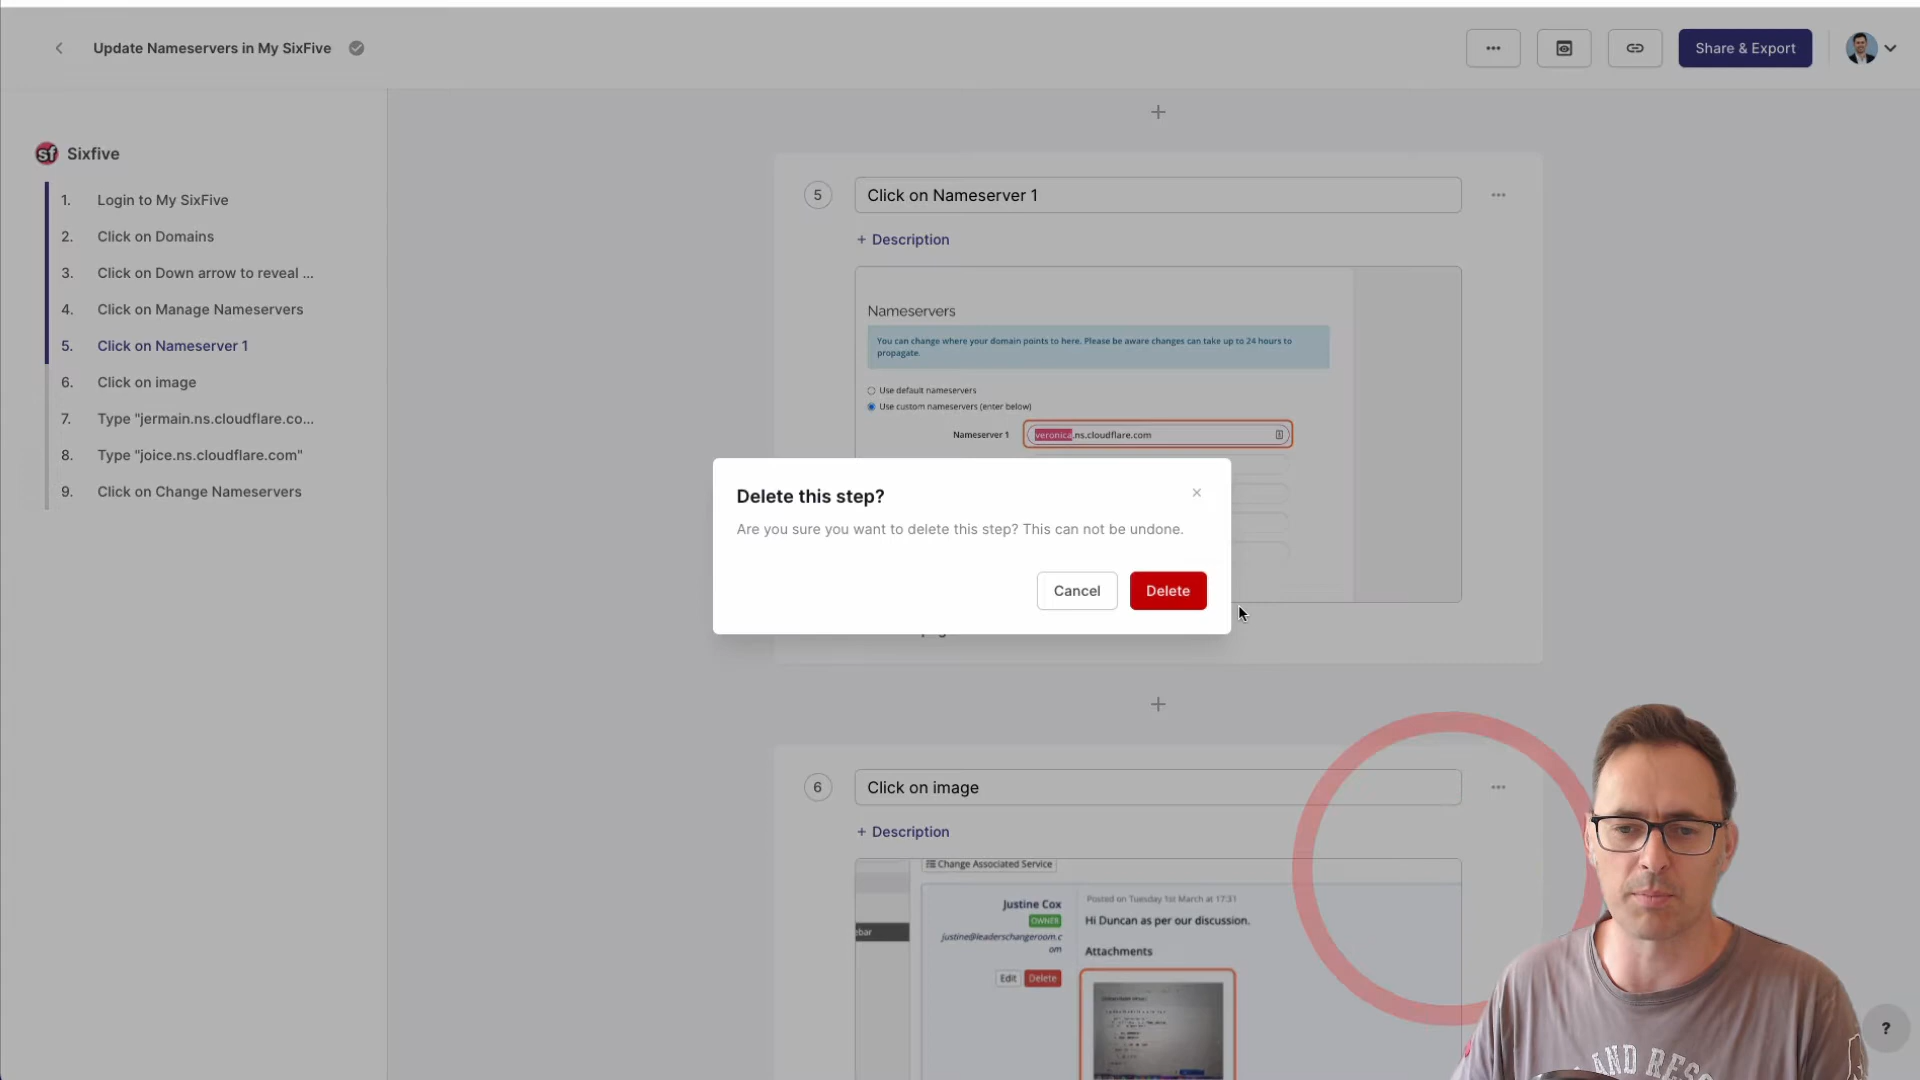 Update Nameservers in My SixFive
Share & Export
sf Sixfive
1. Login to My SixFive
2. Click on Domains
3. Click on Down arrow to reveal ...
4. Click on Manage Nameservers
5. Click on Nameserver 1
6. Click on image
7. Type "jermain.ns.cloudflare.co...
8. Type "joice.ns.cloudflare.com"
9. Click on Change Nameservers
5 Click on Nameserver 1
+ Description
Nameservers
You can change where your domain points to here. Please be aware changes can take up to 24 hours to
propagate.
Use default nameservers
Use custom nameservers (enter below)
Nameserver 1 veronica.ns.cloudflare.com
Delete this step?
Are you sure you want to delete this step? This can not be undone.
Cancel Delete
6 Click on image
+ Description
Change Associated Service
Justine Cox
OWNER
justine@leaderschangeroom.c
om
Edit Delete
ebar
Posted on Tuesday 1st March at 17:31
Hi Duncan as per our discussion.
Attachments
AND RES
?